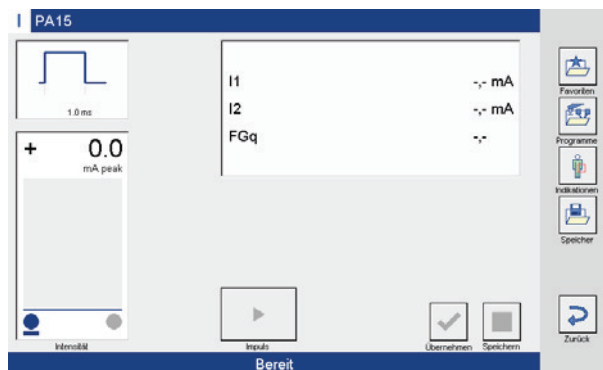 I PA15
1.0 ms
+ 0.0
mA peak
Intensität
I1 -,- mA
I2 -,- mA
FGq -,-
Impuls
Übernehmen
Speichern
Favoriten
Programme
Indikationen
Speicher
Zurück
Bereit